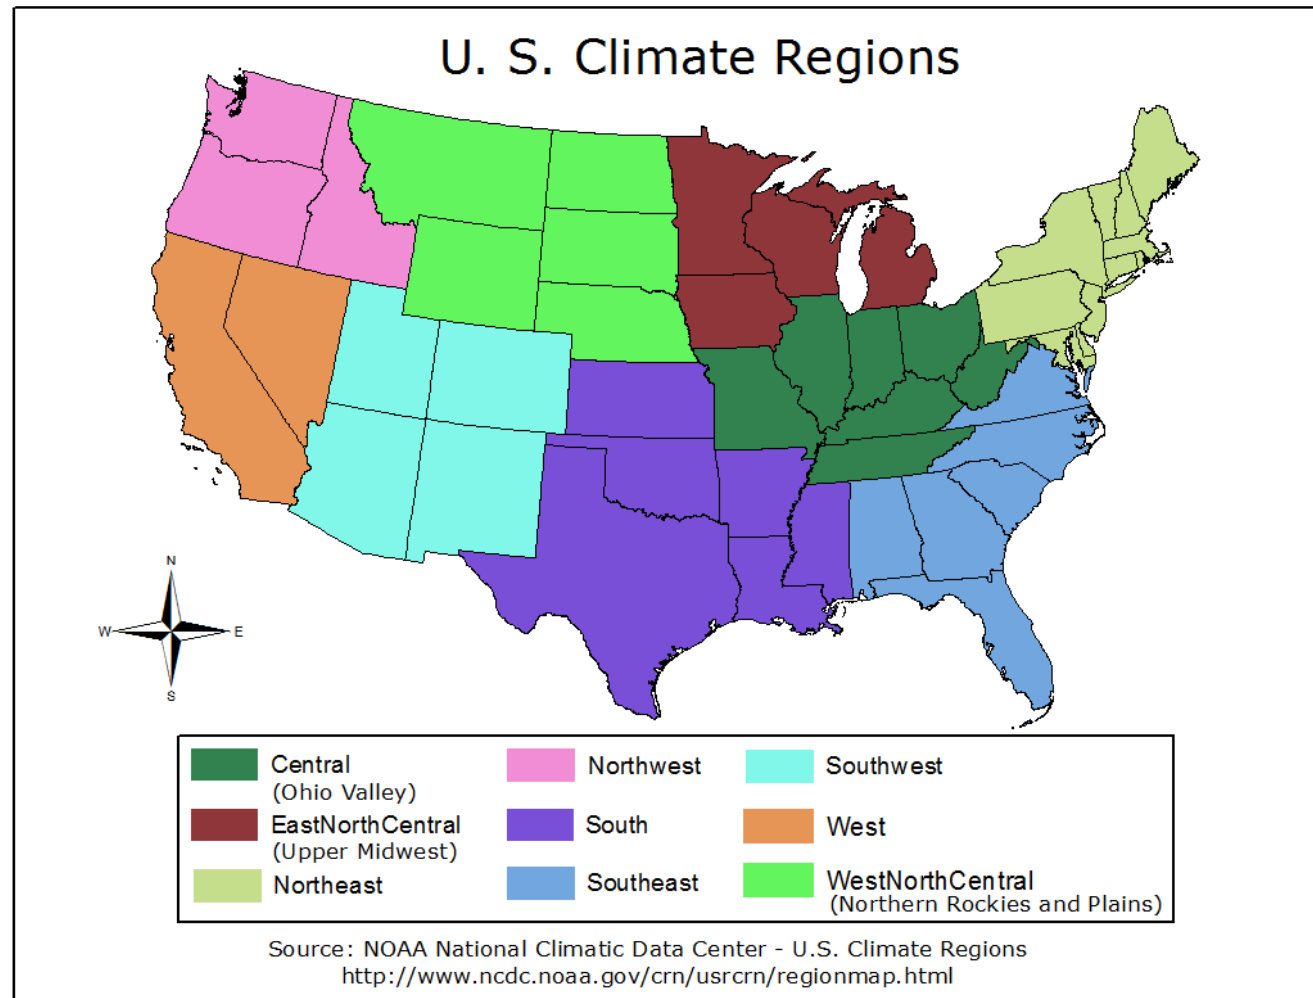 U. S. Climate Regions
N
W
E
S
Central
(Ohio Valley)
EastNorthCentral
(Upper Midwest)
Northeast
Northwest
South
Southeast
Southwest
West
WestNorthCentral
(Northern Rockies and Plains)
Source: NOAA National Climatic Data Center - U.S. Climate Regions
http://www.ncdc.noaa.gov/crn/usrcrn/regionmap.html